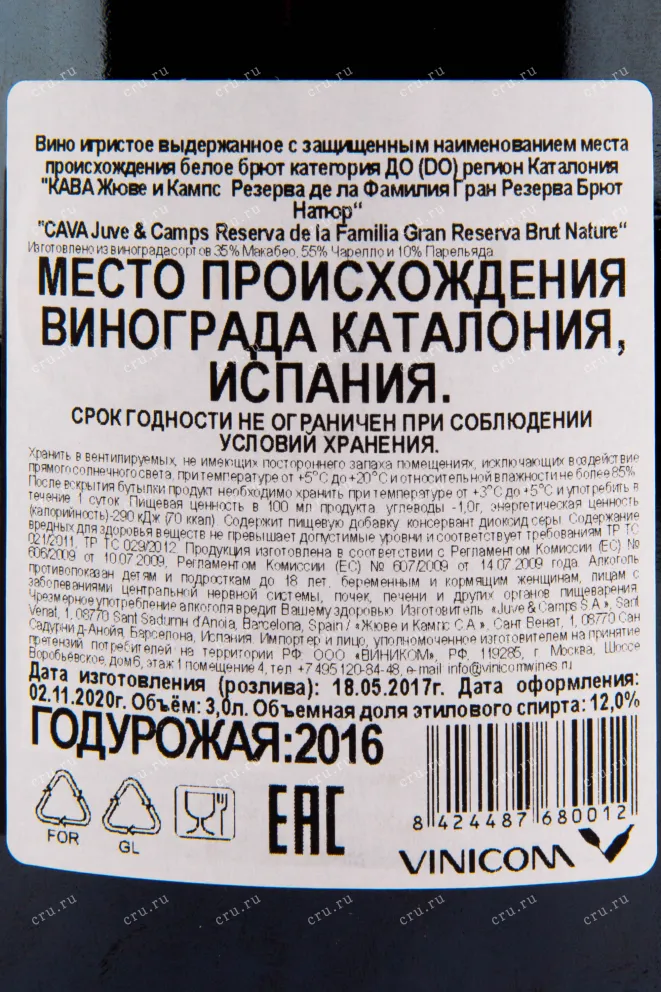 Вино игристое выдержанное с защищенным наименованием места
происхождения белое брют категория ДО (DO) регион Каталония
"КАВА Жюве и Кампс Резерва де ла Фамилия Гран Резерва Брют
Натюр"
"CAVA Juve & Camps Reserva de la Familia Gran Reserva Brut Nature"
Изготовлено из винограда сортов 35% Макабео, 55% Чарелло и 10% Парельяда
МЕСТО ПРОИСХОЖДЕНИЯ
ВИНОГРАДА КАТАЛОНИЯ,
ИСПАНИЯ.
СРОК ГОДНОСТИ НЕ ОГРАНИЧЕН ПРИ СОБЛЮДЕНИИ
УСЛОВИЙ ХРАНЕНИЯ.
Хранить в вентилируемых, не имеющих постороннего запаха помещениях, исключающих воздействие
прямого солнечного света, при температуре от +5°С до +20°С и относительной влажности не более 85%.
После вскрытия бутылки продукт необходимо хранить при температуре от +3°С до +5°С и употребить в
течение 1 суток. Пищевая ценность в 100 мл продукта: углеводы -1,0г, энергетическая ценность
(калорийность)-290 кДж (70 ккал). Содержит пищевую добавку консервант диоксид серы. Содержание
вредных для здоровья веществ не превышает допустимые уровни и соответствует требованиям ТР ТС
021/2011, ТР ТС 029/2012. Продукция изготовлена в соответствии с Регламентом Комиссии (ЕС) №
606/2009 от 10.07.2009, Регламентом Комиссии (ЕС) № 607/2009 от 14.07.2009 года. Алкоголь
противопоказан детям и подросткам до 18 лет, беременным и кормящим женщинам, лицам с
заболеваниями центральной нервной системы, почек, печени и других органов пищеварения.
Чрезмерное употребление алкоголя вредит Вашему здоровью. Изготовитель: «Juve & Camps S.A.», Sant
Venat, 1, 08770 Sant Sadurni d'Anoia, Barcelona, Spain / «Жюве и Кампс С.А.», Сант Венат, 1, 08770 Сан
Садурни д-Анойя, Барселона, Испания. Импортер и лицо, уполномоченное изготовителем на принятие
претензий потребителей на территории РФ: ООО «ВИНИКОМ», РФ, 119285, г. Москва, Шоссе
Воробьёвское, дом 6, этаж 1 помещение 4, тел +7 495 120-84-48, e-mail: info@vinicomwines.ru
Дата изготовления (розлива): 18.05.2017г. Дата оформления:
02.11.2020г. Объём: 3,0л. Объемная доля этилового спирта: 12,0%
ГОД УРОЖАЯ:2016
FOR
GL
ЕАС
8 424487 680012
VINICOM
cru.ru